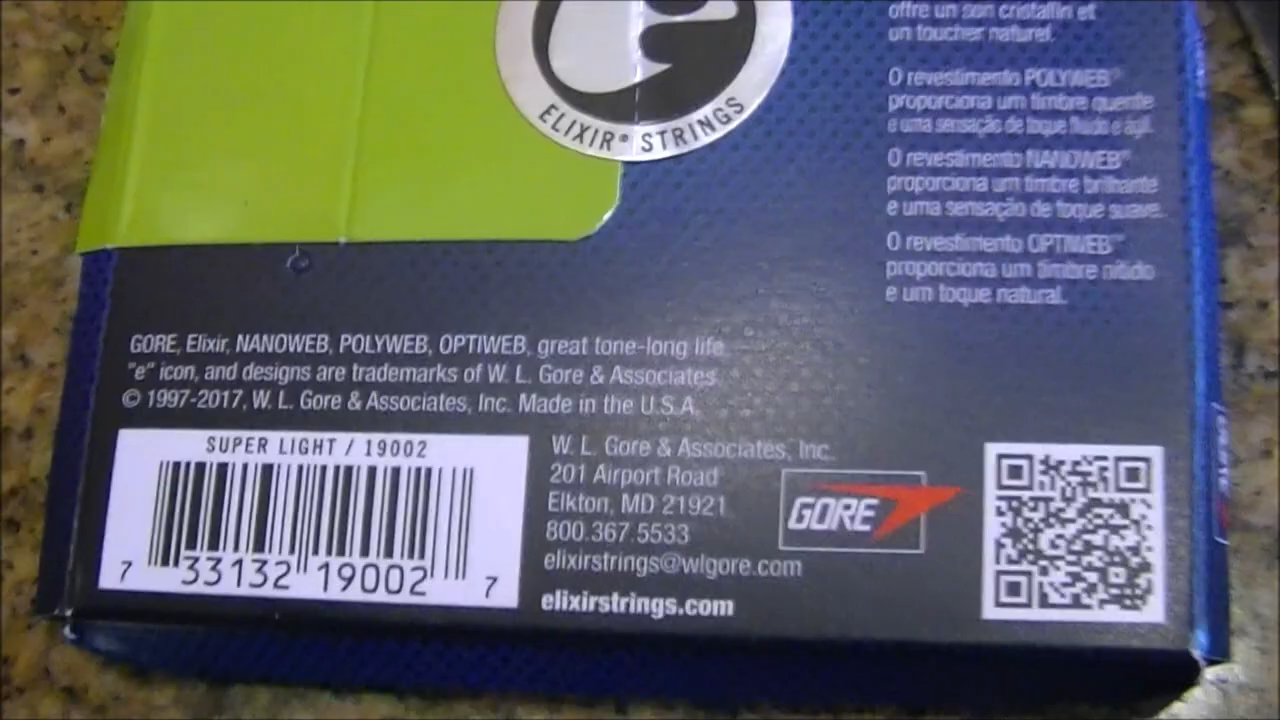 offre un son cristallin et
un toucher naturel.
O revestimento POLYWEB®
proporciona um timbre quente
e uma sensação de toque fluido e ágil.
O revestimento NANOWEB®
proporciona um timbre brilhante
e uma sensação de toque suave.
O revestimento OPTIWEB™
proporciona um timbre nítido
e um toque natural.
ELIXIR® STRINGS
GORE, Elixir, NANOWEB, POLYWEB, OPTIWEB, great tone-long life
"e" icon, and designs are trademarks of W. L. Gore & Associates
© 1997-2017, W. L. Gore & Associates, Inc. Made in the U.S.A.
SUPER LIGHT / 19002
7 33132 19002 7
W. L. Gore & Associates, Inc.
201 Airport Road
Elkton, MD 21921
800.367.5533
elixirstrings@wlgore.com
elixirstrings.com
GORE